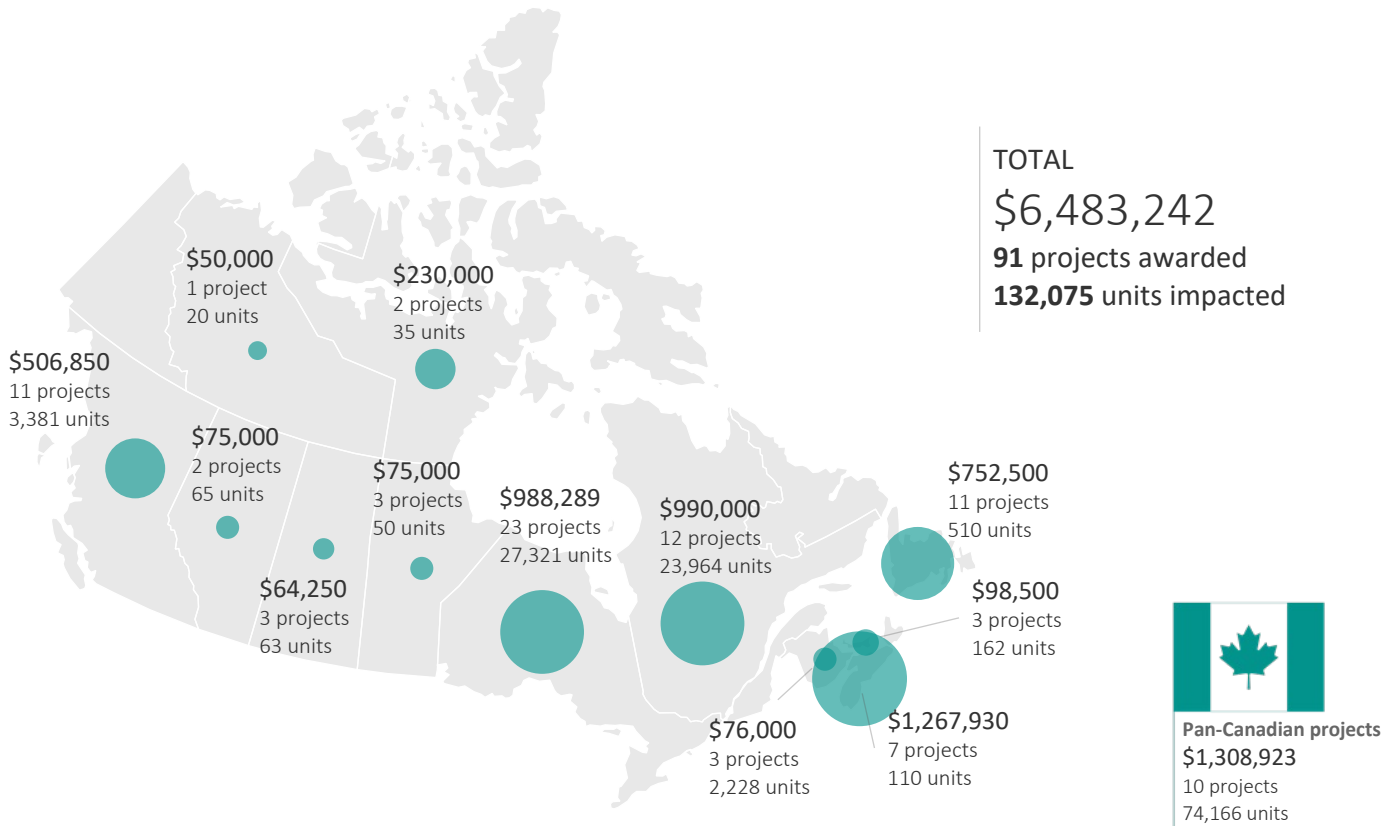 TOTAL
$6,483,242
91 projects awarded
132,075 units impacted
$50,000
1 project
20 units
$230,000
2 projects
35 units
$506,850
11 projects
3,381 units
$75,000
2 projects
65 units
$75,000
3 projects
50 units
$64,250
3 projects
63 units
$988,289
23 projects
27,321 units
$990,000
12 projects
23,964 units
$752,500
11 projects
510 units
$98,500
3 projects
162 units
$76,000
3 projects
2,228 units
$1,267,930
7 projects
110 units
Pan-Canadian projects
$1,308,923
10 projects
74,166 units